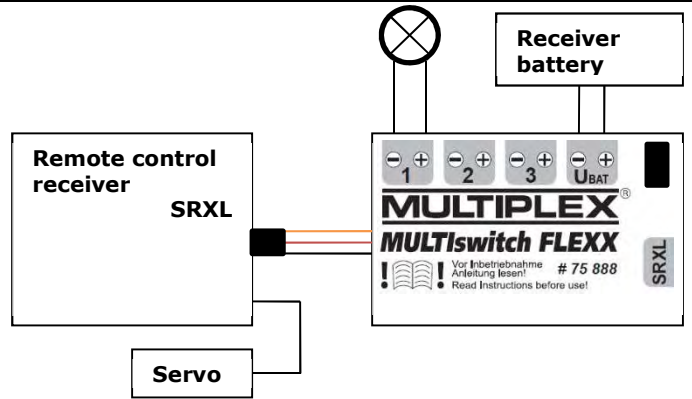 Receiver
battery
Remote control
receiver
SRXL
- + - + - + - +
1 2 3 UBAT
MULTIPLEX®
MULTIswitch FLEXX
! ! Vor Inbetriebnahme
Anleitung lesen! # 75 888
Read Instructions before use!
SRXL
Servo